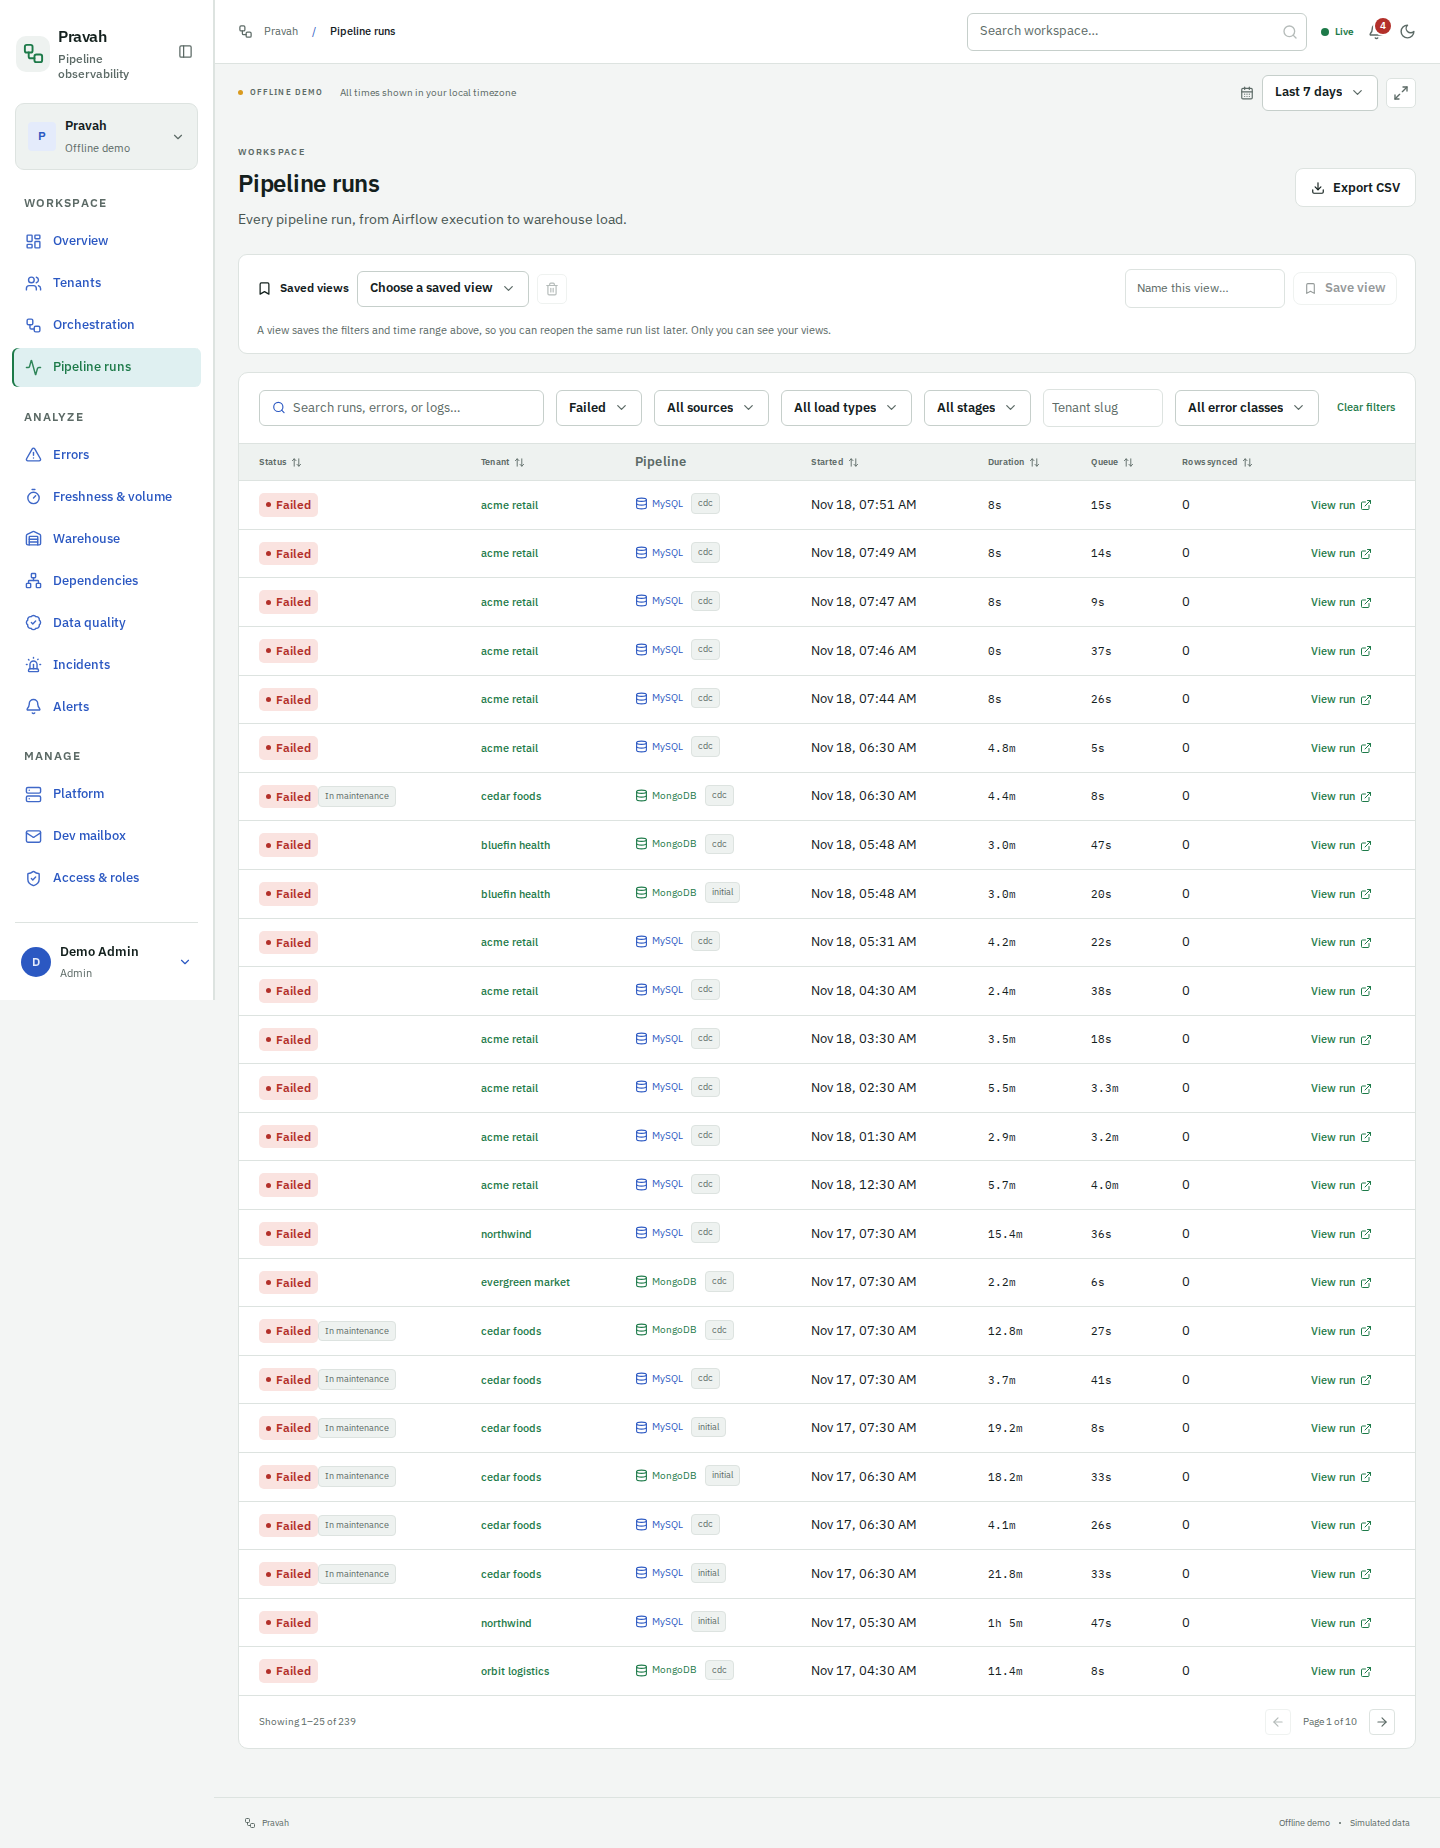 Pravah
Pipeline
observability
P
Pravah
Offline demo
WORKSPACE
Overview
Tenants
Orchestration
Pipeline runs
ANALYZE
Errors
Freshness & volume
Warehouse
Dependencies
Data quality
Incidents
Alerts
MANAGE
Platform
Dev mailbox
Access & roles
D
Demo Admin
Admin
Pravah / Pipeline runs
Search workspace...
Live
4
OFFLINE DEMO All times shown in your local timezone
Last 7 days
WORKSPACE
Pipeline runs
Every pipeline run, from Airflow execution to warehouse load.
Export CSV
Saved views Choose a saved view
Name this view... Save view
A view saves the filters and time range above, so you can reopen the same run list later. Only you can see your views.
Search runs, errors, or logs... Failed All sources All load types All stages Tenant slug All error classes Clear filters
Status Tenant Pipeline Started Duration Queue Rows synced
Failed acme retail MySQL cdc Nov 18, 07:51 AM 8s 15s 0 View run
Failed acme retail MySQL cdc Nov 18, 07:49 AM 8s 14s 0 View run
Failed acme retail MySQL cdc Nov 18, 07:47 AM 8s 9s 0 View run
Failed acme retail MySQL cdc Nov 18, 07:46 AM 0s 37s 0 View run
Failed acme retail MySQL cdc Nov 18, 07:44 AM 8s 26s 0 View run
Failed acme retail MySQL cdc Nov 18, 06:30 AM 4.8m 5s 0 View run
Failed In maintenance cedar foods MongoDB cdc Nov 18, 06:30 AM 4.4m 8s 0 View run
Failed bluefin health MongoDB cdc Nov 18, 05:48 AM 3.0m 47s 0 View run
Failed bluefin health MongoDB initial Nov 18, 05:48 AM 3.0m 20s 0 View run
Failed acme retail MySQL cdc Nov 18, 05:31 AM 4.2m 22s 0 View run
Failed acme retail MySQL cdc Nov 18, 04:30 AM 2.4m 38s 0 View run
Failed acme retail MySQL cdc Nov 18, 03:30 AM 3.5m 18s 0 View run
Failed acme retail MySQL cdc Nov 18, 02:30 AM 5.5m 3.3m 0 View run
Failed acme retail MySQL cdc Nov 18, 01:30 AM 2.9m 3.2m 0 View run
Failed acme retail MySQL cdc Nov 18, 12:30 AM 5.7m 4.0m 0 View run
Failed northwind MySQL cdc Nov 17, 07:30 AM 15.4m 36s 0 View run
Failed evergreen market MongoDB cdc Nov 17, 07:30 AM 2.2m 6s 0 View run
Failed In maintenance cedar foods MongoDB cdc Nov 17, 07:30 AM 12.8m 27s 0 View run
Failed In maintenance cedar foods MySQL cdc Nov 17, 07:30 AM 3.7m 41s 0 View run
Failed In maintenance cedar foods MySQL initial Nov 17, 07:30 AM 19.2m 8s 0 View run
Failed In maintenance cedar foods MongoDB initial Nov 17, 06:30 AM 18.2m 33s 0 View run
Failed In maintenance cedar foods MySQL cdc Nov 17, 06:30 AM 4.1m 26s 0 View run
Failed In maintenance cedar foods MySQL initial Nov 17, 06:30 AM 21.8m 33s 0 View run
Failed northwind MySQL initial Nov 17, 05:30 AM 1h 5m 47s 0 View run
Failed orbit logistics MongoDB cdc Nov 17, 04:30 AM 11.4m 8s 0 View run
Showing 1–25 of 239
Page 1 of 10
Pravah
Offline demo • Simulated data